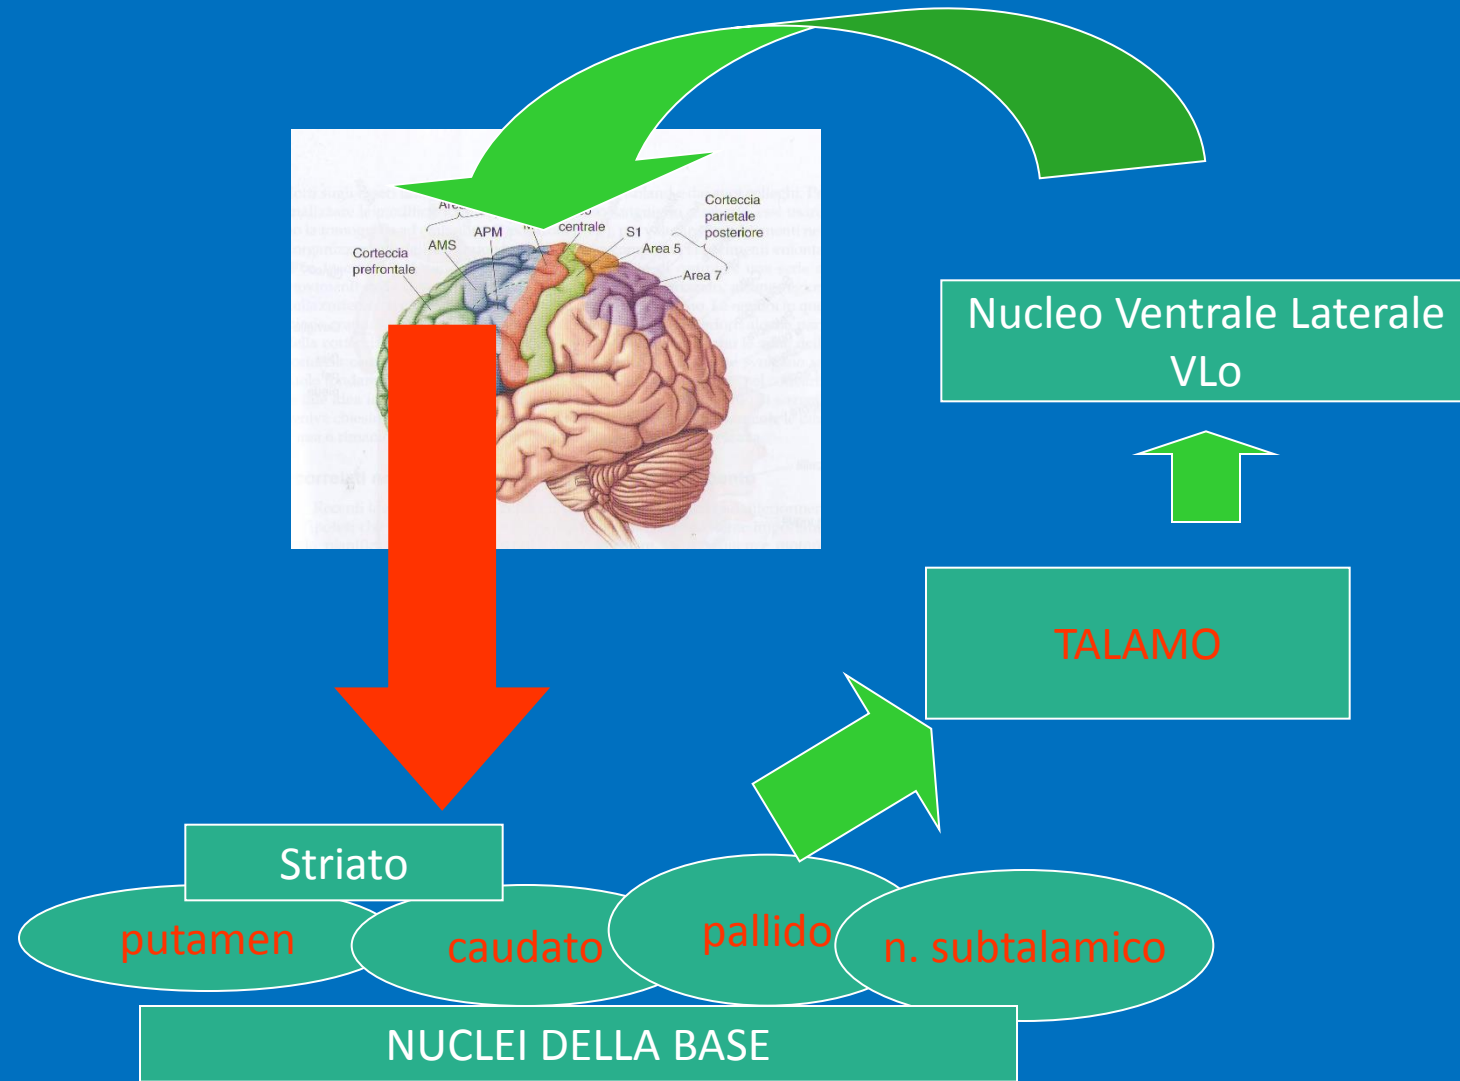 Corteccia
parietale
posteriore
centrale
S1
APM
AMS
Area 5
Corteccia
prefrontale
Area 7
Nucleo Ventrale Laterale
VLo
TALAMO
Striato
putamen
caudato
pallido
n. subtalamico
NUCLEI DELLA BASE